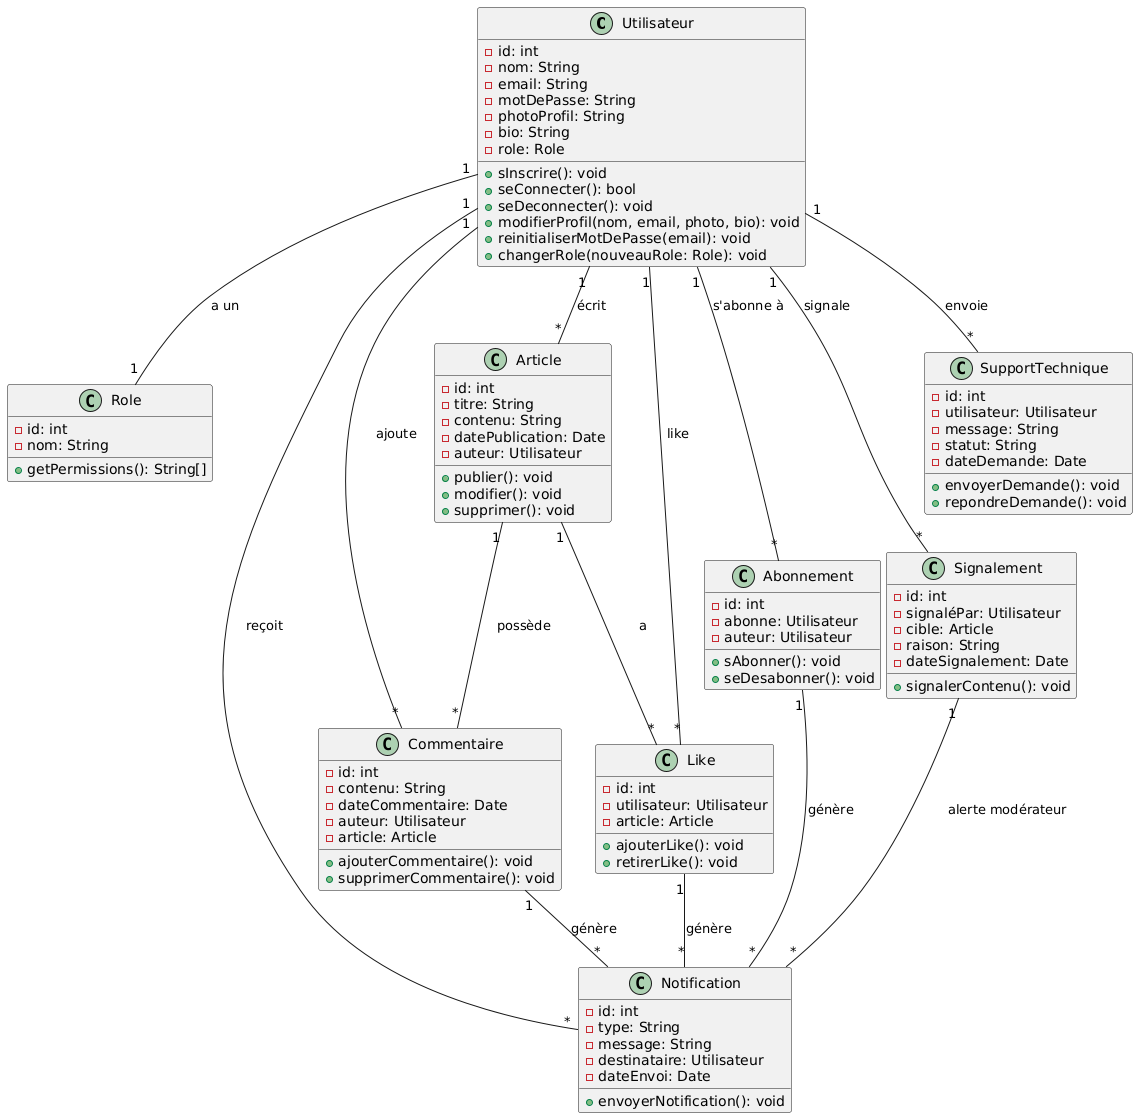 C Utilisateur
id: int
nom: String
email: String
motDePasse: String
photoProfil: String
bio: String
role: Role
sInscrire(): void
seConnecter(): bool
seDeconnecter(): void
modifierProfil(nom, email, photo, bio): void
reinitialiserMotDePasse(email): void
changerRole(nouveauRole: Role): void
1
1
1
1
1
1
1
1
1
a un
écrit
s'abonne à
signale
envoie
1
*
*
C Role
id: int
nom: String
getPermissions(): String[]
C Article
id: int
titre: String
contenu: String
datePublication: Date
auteur: Utilisateur
publier(): void
modifier(): void
supprimer(): void
C SupportTechnique
id: int
utilisateur: Utilisateur
message: String
statut: String
dateDemande: Date
envoyerDemande(): void
repondreDemande(): void
ajoute
like
1
1
*
*
C Abonnement
id: int
abonne: Utilisateur
auteur: Utilisateur
sAbonner(): void
seDesabonner(): void
C Signalement
id: int
signaléPar: Utilisateur
cible: Article
raison: String
dateSignalement: Date
signalerContenu(): void
reçoit
possède
a
1
1
*
*
*
*
C Commentaire
id: int
contenu: String
dateCommentaire: Date
auteur: Utilisateur
article: Article
ajouterCommentaire(): void
supprimerCommentaire(): void
C Like
id: int
utilisateur: Utilisateur
article: Article
ajouterLike(): void
retirerLike(): void
génère
alerte modérateur
1
1
génère
génère
*
*
*
*
*
C Notification
id: int
type: String
message: String
destinataire: Utilisateur
dateEnvoi: Date
envoyerNotification(): void